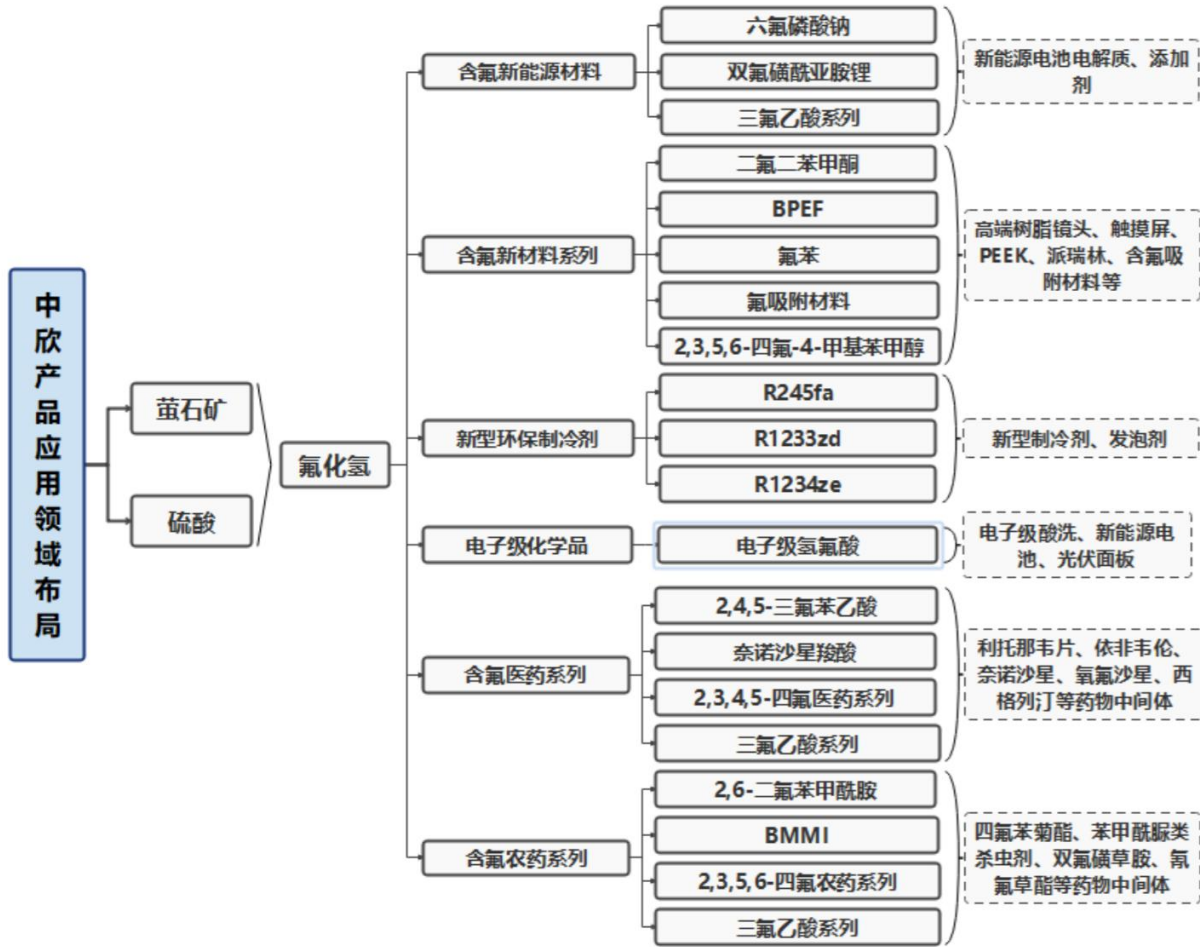 中欣产品应用领域布局
萤石矿
硫酸
氟化氢
含氟新能源材料
六氟磷酸钠
双氟磺酰亚胺锂
三氟乙酸系列
新能源电池电解质、添加
剂
含氟新材料系列
二氟二苯甲酮
BPEF
氟苯
氟吸附材料
2,3,5,6-四氟-4-甲基苯甲醇
高端树脂镜头、触摸屏、
PEEK、派瑞林、含氟吸
附材料等
新型环保制冷剂
R245fa
R1233zd
R1234ze
新型制冷剂、发泡剂
电子级化学品
电子级氢氟酸
电子级酸洗、新能源电
池、光伏面板
含氟医药系列
2,4,5-三氟苯乙酸
奈诺沙星羧酸
2,3,4,5-四氟医药系列
三氟乙酸系列
利托那韦片、依非韦伦、
奈诺沙星、氧氟沙星、西
格列汀等药物中间体
含氟农药系列
2,6-二氟苯甲酰胺
BMMI
2,3,5,6-四氟农药系列
三氟乙酸系列
四氟苯菊酯、苯甲酰脲类
杀虫剂、双氟磺草胺、氰
氟草酯等药物中间体